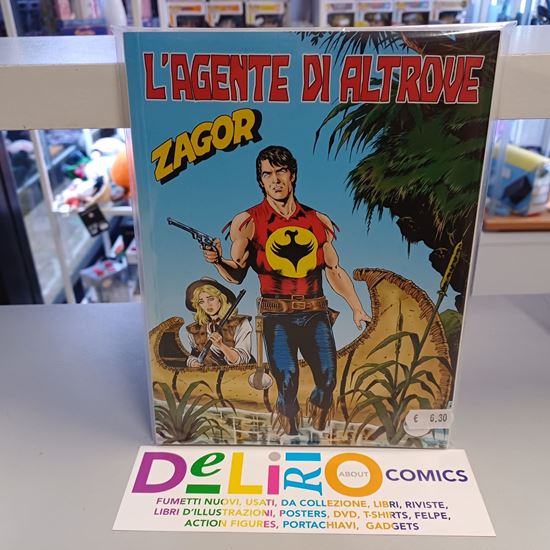 L'AGENTE DI ALTROVE
ZAGOR
€ 6,30
DeLiRiO ABOUT COMICS
FUMETTI NUOVI, USATI, DA COLLEZIONE, LIBRI, RIVISTE,
LIBRI D'ILLUSTRAZIONI, POSTERS, DVD, T-SHIRTS, FELPE,
ACTION FIGURES, PORTACHIAVI, GADGETS